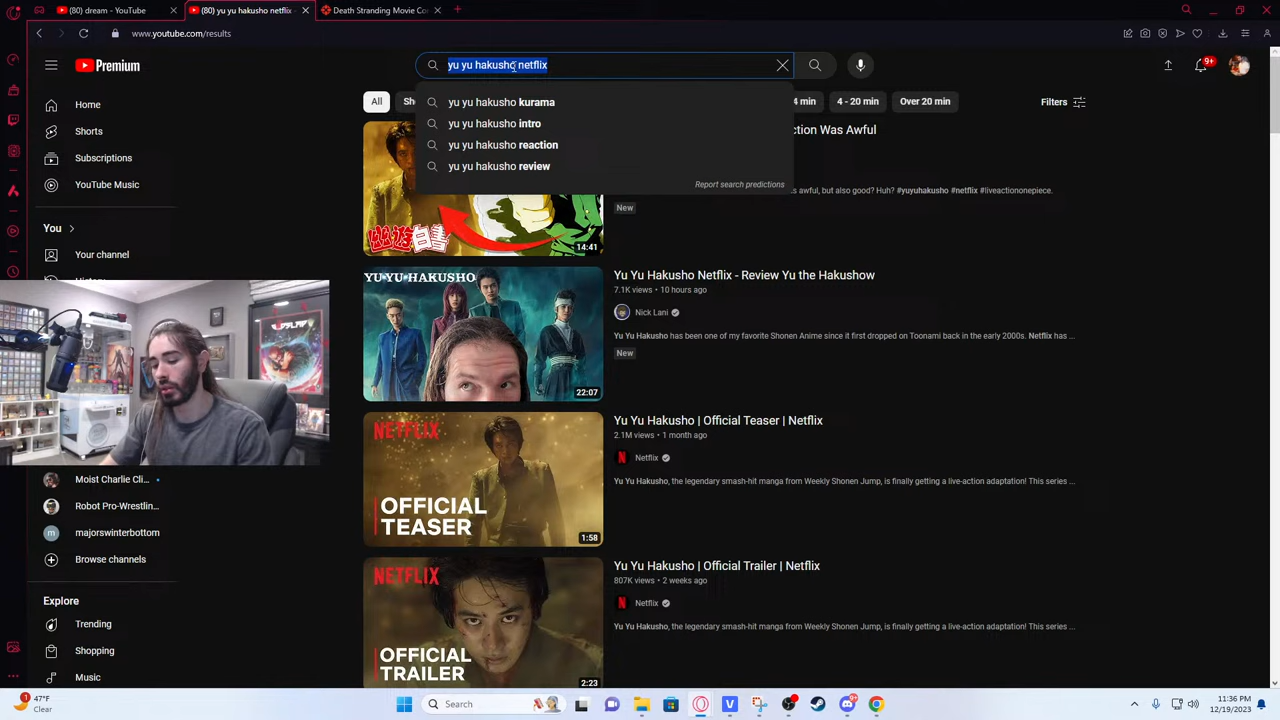 (80) dream - YouTube
(80) yu yu hakusho netflix -
Death Stranding Movie Co
www.youtube.com/results
Premium
yu yu hakusho netflix
9+
yu yu hakusho kurama
yu yu hakusho intro
yu yu hakusho reaction
yu yu hakusho review
Report search predictions
All
Sh
4 min
4 - 20 min
Over 20 min
Filters
Home
Shorts
Subscriptions
YouTube Music
You
Your channel
History
Moist Charlie Cli...
Robot Pro-Wrestlin...
majorswinterbottom
Browse channels
Explore
Trending
Shopping
Music
ction Was Awful
s awful, but also good? Huh? #yuyuhakusho #netflix #liveactiononepiece.
New
幽遊白書
14:41
YU YU HAKUSHO
22:07
Yu Yu Hakusho Netflix - Review Yu the Hakushow
7.1K views • 10 hours ago
Nick Lani
Yu Yu Hakusho has been one of my favorite Shonen Anime since it first dropped on Toonami back in the early 2000s. Netflix has ...
New
NETFLIX
OFFICIAL
TEASER
1:58
Yu Yu Hakusho | Official Teaser | Netflix
2.1M views • 1 month ago
Netflix
Yu Yu Hakusho, the legendary smash-hit manga from Weekly Shonen Jump, is finally getting a live-action adaptation! This series ...
NETFLIX
OFFICIAL
TRAILER
2:23
Yu Yu Hakusho | Official Trailer | Netflix
807K views • 2 weeks ago
Netflix
Yu Yu Hakusho, the legendary smash-hit manga from Weekly Shonen Jump, is finally getting a live-action adaptation! This series ...
1
47°F
Clear
Search
9+
11:36 PM
12/19/2023